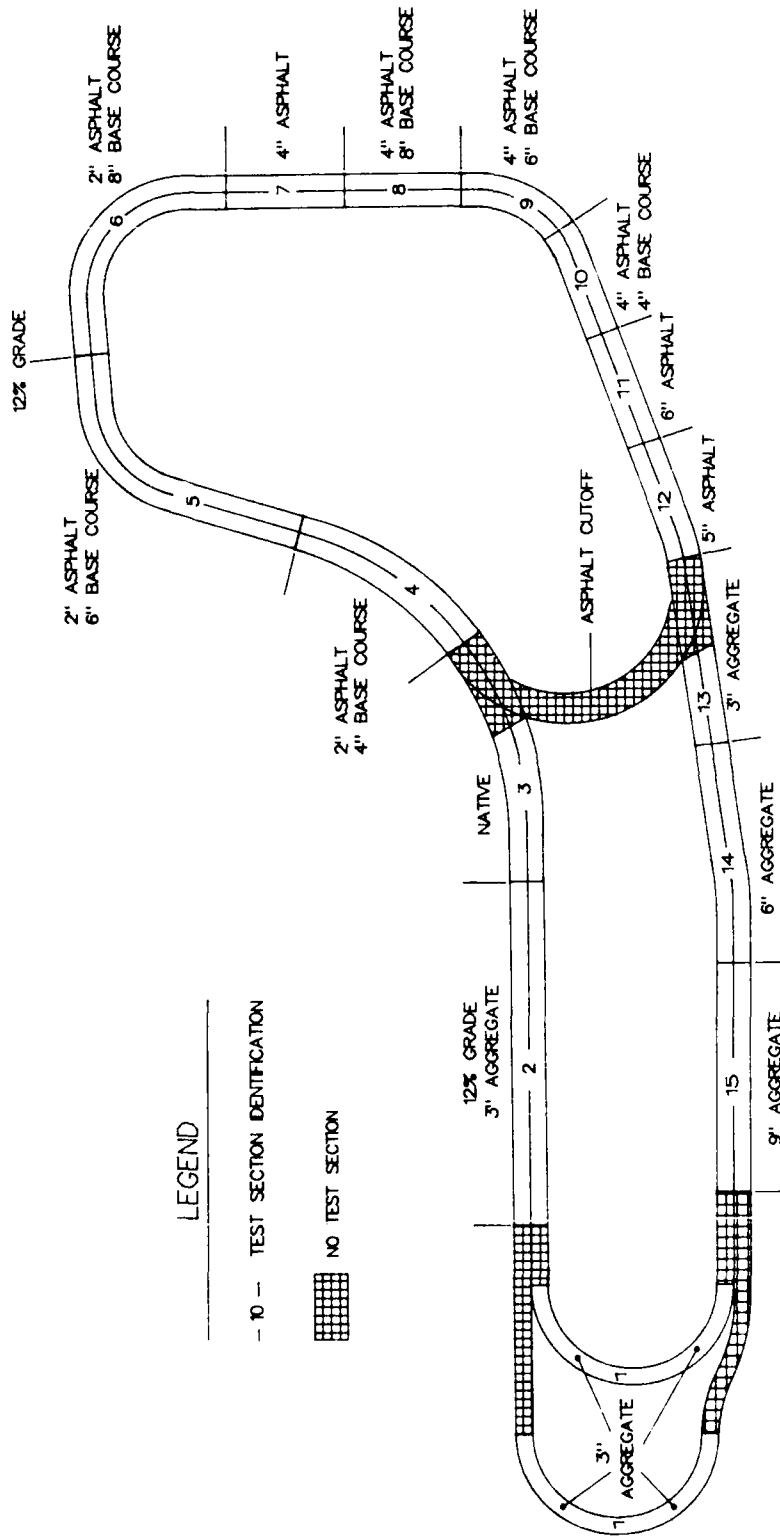 LEGEND
- 10 - TEST SECTION IDENTIFICATION
NO TEST SECTION
12% GRADE
2" ASPHALT
8" BASE COURSE
2" ASPHALT
6" BASE COURSE
6
5
7
4" ASPHALT
8
4" ASPHALT
8" BASE COURSE
9
4" ASPHALT
6" BASE COURSE
10
4" ASPHALT
4" BASE COURSE
11
6" ASPHALT
12
5" ASPHALT
ASPHALT CUTOFF
4
2" ASPHALT
4" BASE COURSE
3
NATIVE
13
3" AGGREGATE
14
6" AGGREGATE
12% GRADE
3" AGGREGATE
2
15
9" AGGREGATE
1
3"
AGGREGATE
1